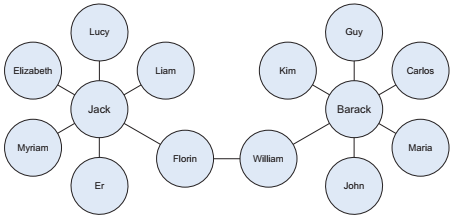 Lucy
Guy
Elizabeth
Liam
Kim
Carlos
Jack
Barack
Myriam
Florin
William
Maria
Er
John